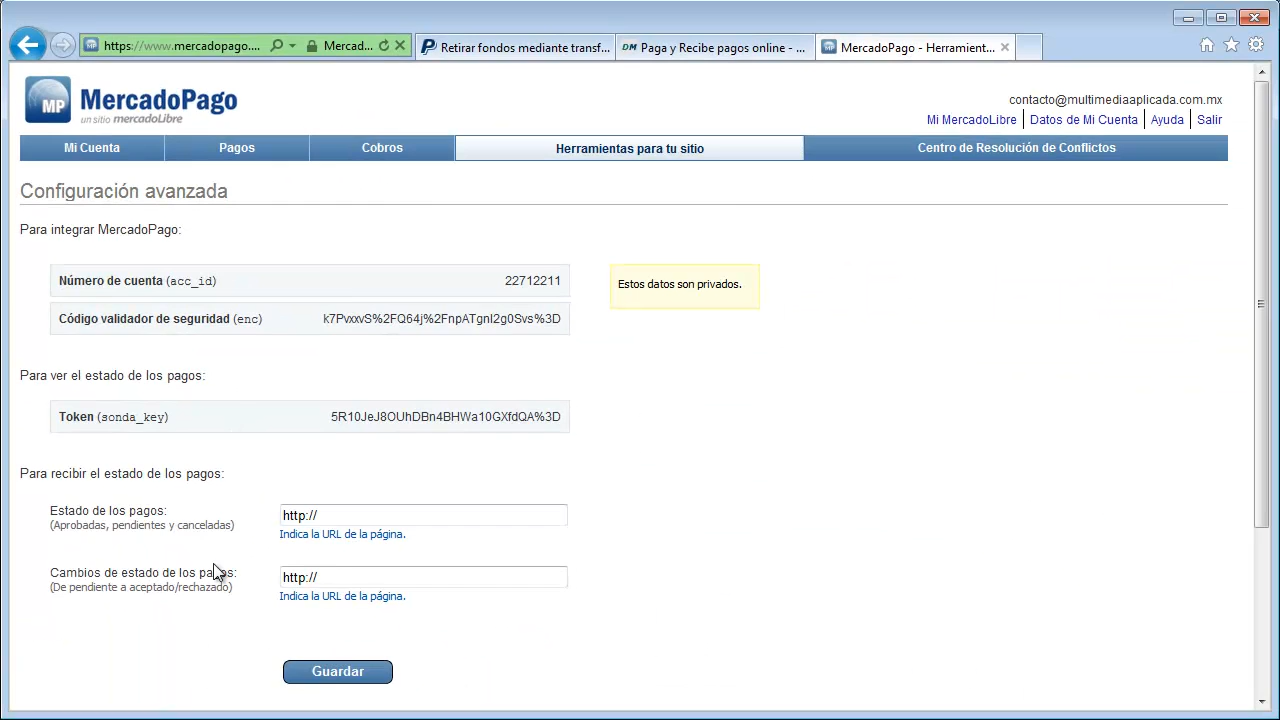 https://www.mercadopago....
Mercad...
Retirar fondos mediante transf...
DM Paga y Recibe pagos online - ...
MercadoPago - Herramient...
MP MercadoPago
un sitio mercadoLibre
contacto@multimediaaplicada.com.mx
Mi MercadoLibre
Datos de Mi Cuenta
Ayuda
Salir
Mi Cuenta
Pagos
Cobros
Herramientas para tu sitio
Centro de Resolución de Conflictos
Configuración avanzada
Para integrar MercadoPago:
Número de cuenta (acc_id) 22712211
Estos datos son privados.
Código validador de seguridad (enc) k7PvxxvS%2FQ64j%2FnpATgnI2g0Svs%3D
Para ver el estado de los pagos:
Token (sonda_key) 5R10JeJ8OUhDBn4BHWa10GXfdQA%3D
Para recibir el estado de los pagos:
Estado de los pagos: http://
(Aprobadas, pendientes y canceladas)
Indica la URL de la página.
Cambios de estado de los pagos: http://
(De pendiente a aceptado/rechazado)
Indica la URL de la página.
Guardar